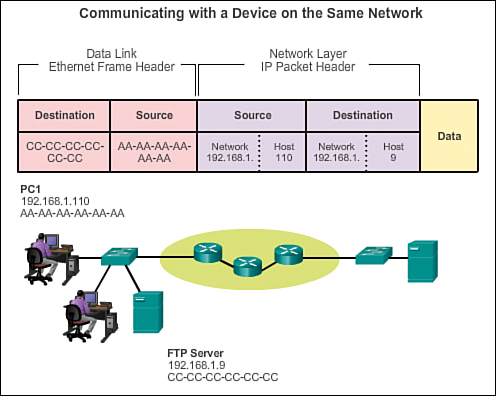 Communicating with a Device on the Same Network
Data Link
Ethernet Frame Header
Network Layer
IP Packet Header
Destination
Source
Source
Destination
Data
CC-CC-CC-CC-
CC-CC
AA-AA-AA-AA-
AA-AA
Network
192.168.1.
Host
110
Network
192.168.1.
Host
9
PC1
192.168.1.110
AA-AA-AA-AA-AA-AA
FTP Server
192.168.1.9
CC-CC-CC-CC-CC-CC